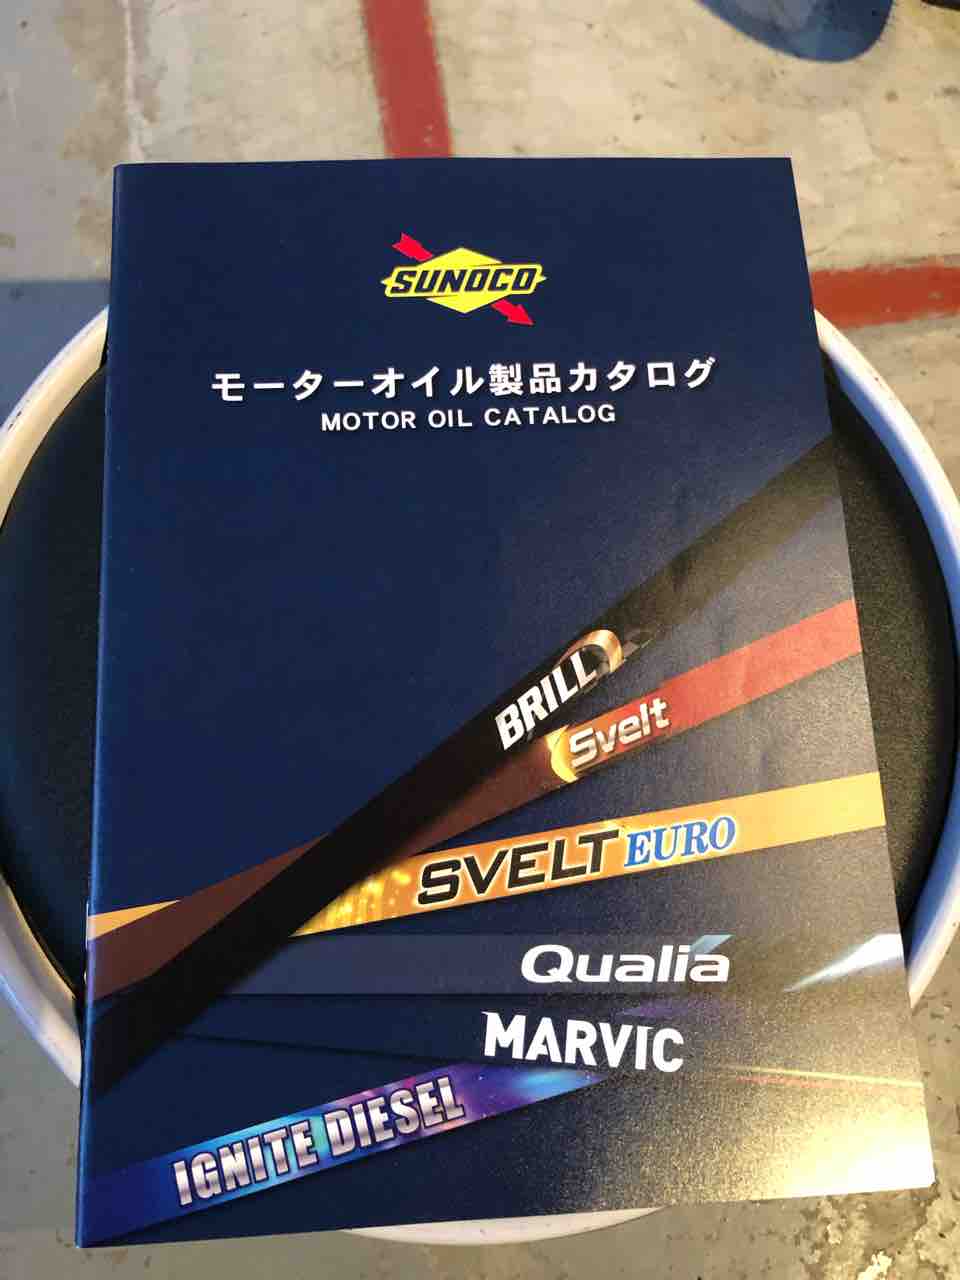 SUNOCO
モーターオイル製品カタログ
MOTOR OIL CATALOG
BRILL
Svelt
SVELT EURO
Qualia
MARVIC
IGNITE DIESEL